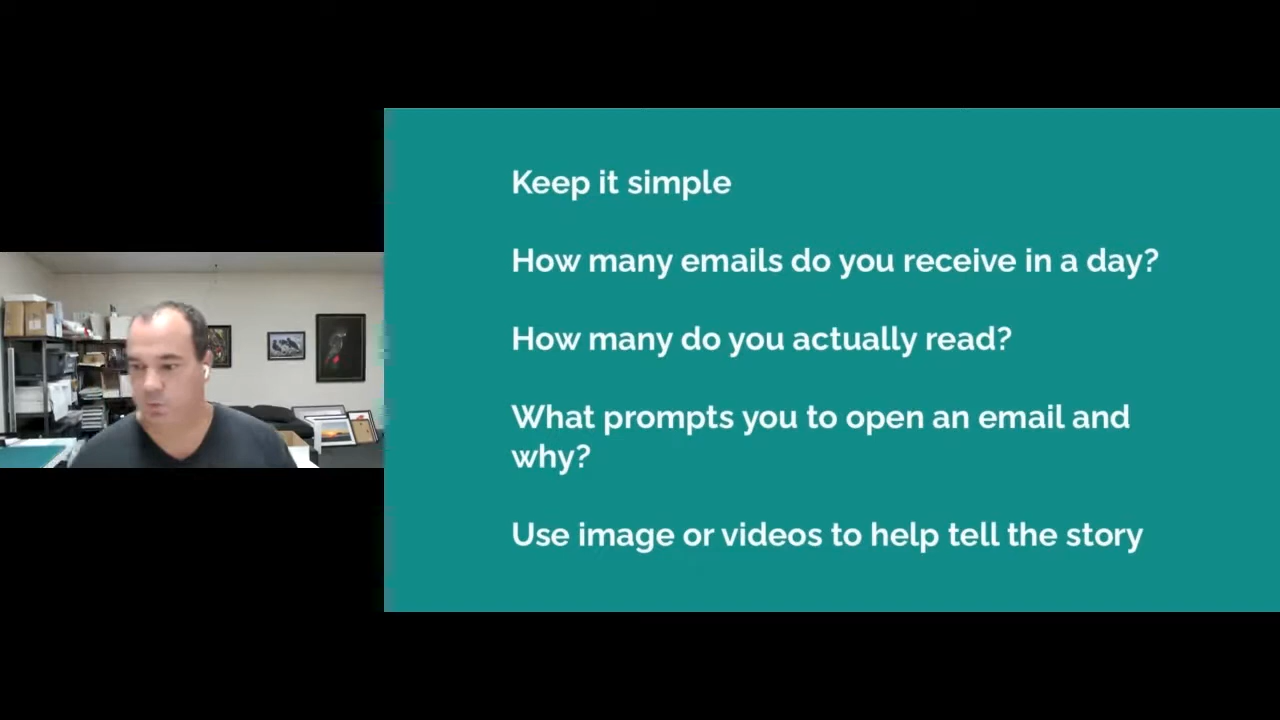 Keep it simple
How many emails do you receive in a day?
How many do you actually read?
What prompts you to open an email and
why?
Use image or videos to help tell the story